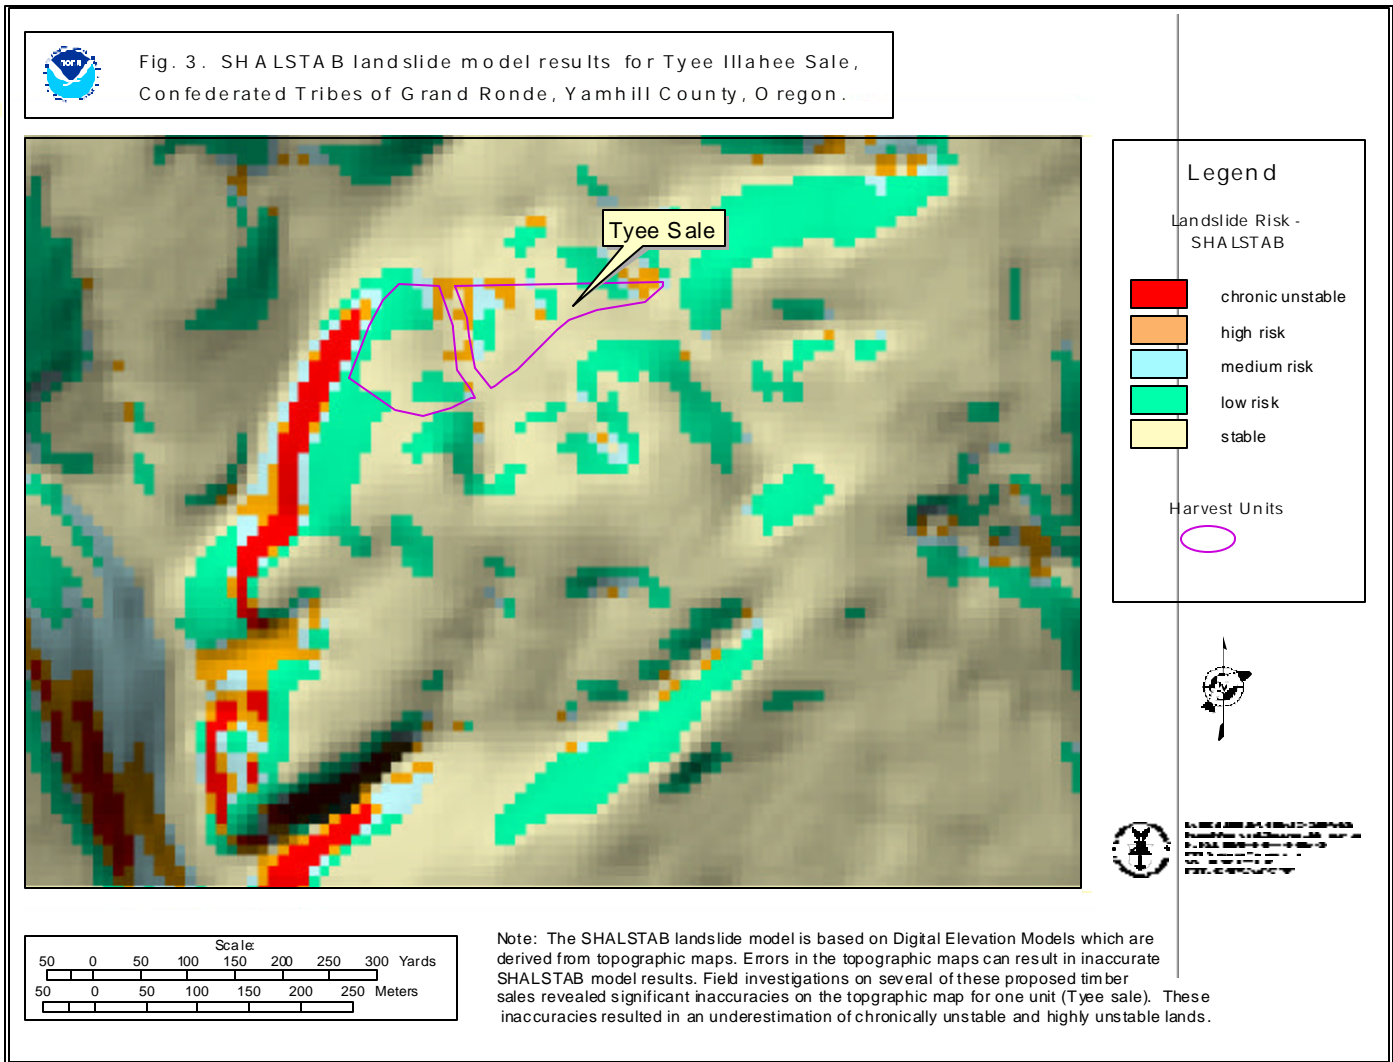 Fig. 3. SHALSTAB landslide model results for Tyee Illahee Sale,
Confederated Tribes of Grand Ronde, Yamhill County, Oregon.
Tyee Sale
Legend
Landslide Risk -
SHALSTAB
chronic unstable
high risk
medium risk
low risk
stable
Harvest Units
Scale:
50 0 50 100 150 200 250 300 Yards
50 0 50 100 150 200 250 Meters
Note: The SHALSTAB landslide model is based on Digital Elevation Models which are
derived from topographic maps. Errors in the topographic maps can result in inaccurate
SHALSTAB model results. Field investigations on several of these proposed timber
sales revealed significant inaccuracies on the topgraphic map for one unit (Tyee sale). These
inaccuracies resulted in an underestimation of chronically unstable and highly unstable lands.